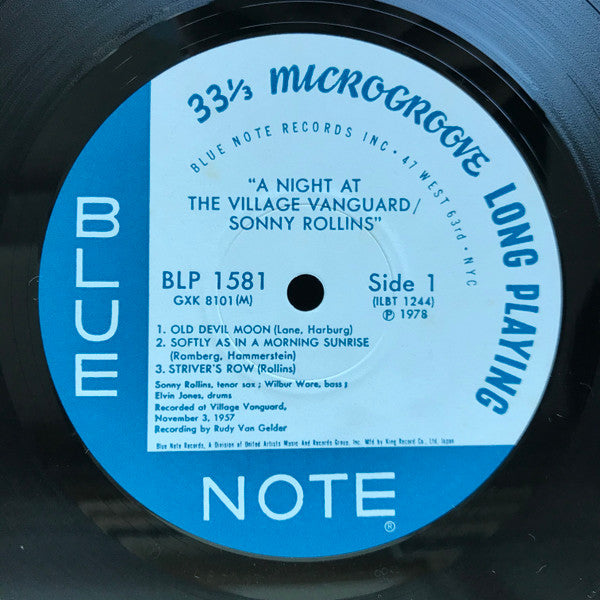 33⅓ MICROGROOVE LONG PLAYING
BLUE NOTE RECORDS INC • 47 WEST 63rd • NYC
"A NIGHT AT
THE VILLAGE VANGUARD/
SONNY ROLLINS"
BLP 1581
GXK 8101(M)
Side 1
(ILBT 1244)
℗ 1978
1. OLD DEVIL MOON (Lane, Harburg)
2. SOFTLY AS IN A MORNING SUNRISE
(Romberg, Hammerstein)
3. STRIVER'S ROW (Rollins)
Sonny Rollins, tenor sax ; Wilbur Ware, bass ;
Elvin Jones, drums
Recorded at Village Vanguard,
November 3, 1957
Recording by Rudy Van Gelder
Blue Note Records, A Division of United Artists Music And Records Group, Inc. Mfd by King Record Co., Ltd. Japan
BLUE
NOTE®